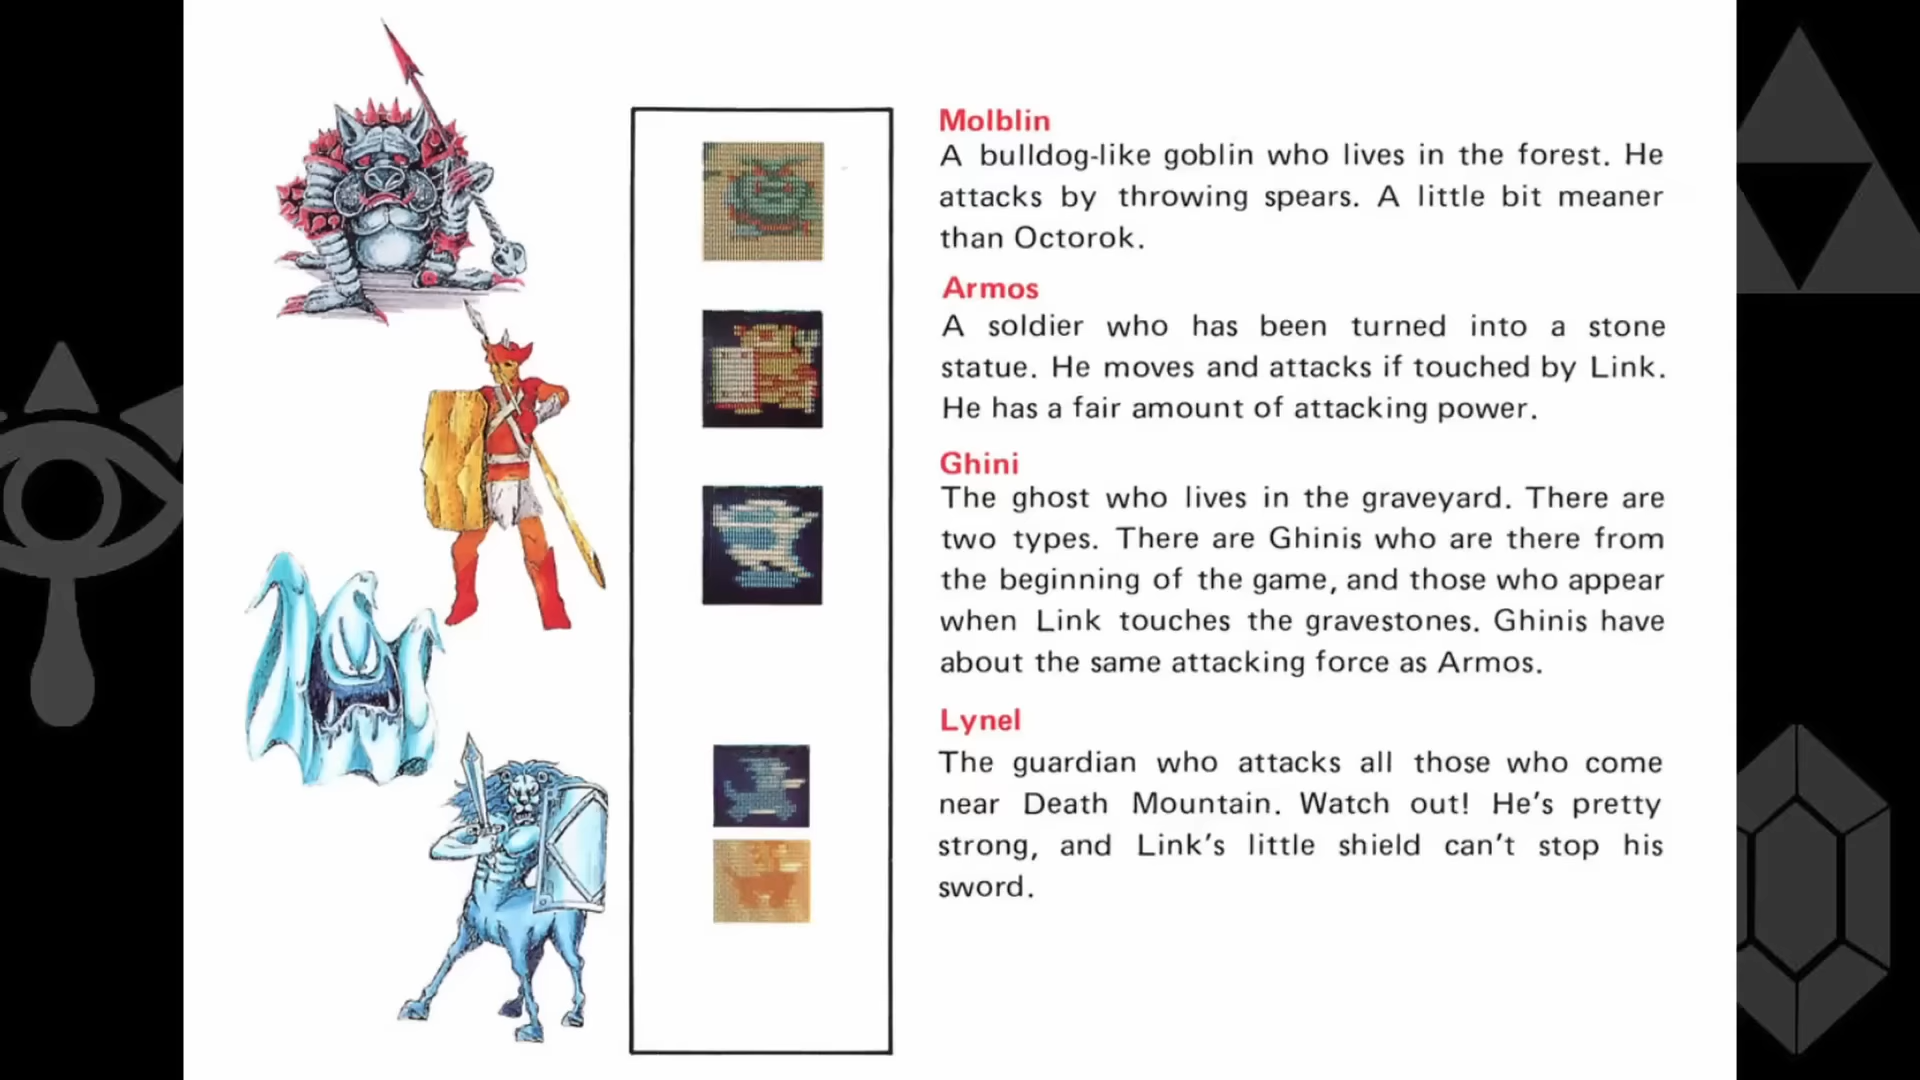 Molblin
A bulldog-like goblin who lives in the forest. He
attacks by throwing spears. A little bit meaner
than Octorok.
Armos
A soldier who has been turned into a stone
statue. He moves and attacks if touched by Link.
He has a fair amount of attacking power.
Ghini
The ghost who lives in the graveyard. There are
two types. There are Ghinis who are there from
the beginning of the game, and those who appear
when Link touches the gravestones. Ghinis have
about the same attacking force as Armos.
Lynel
The guardian who attacks all those who come
near Death Mountain. Watch out! He's pretty
strong, and Link's little shield can't stop his
sword.